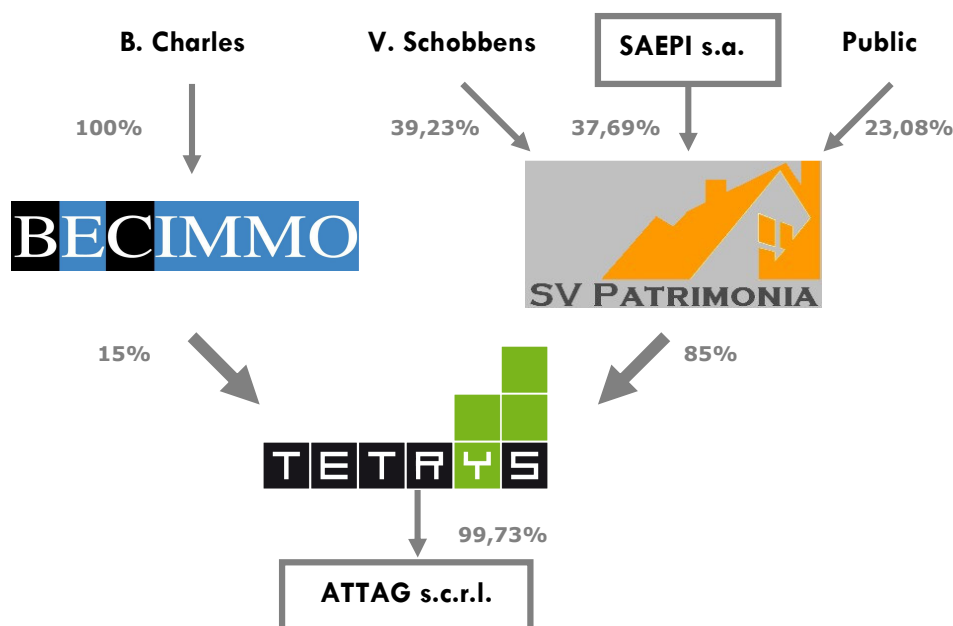 B. Charles
V. Schobbens
SAEPI s.a.
Public
100%
39,23%
37,69%
23,08%
BECIMMO
SV PATRIMONIA
15%
85%
TETRYS
99,73%
ATTAG s.c.r.l.